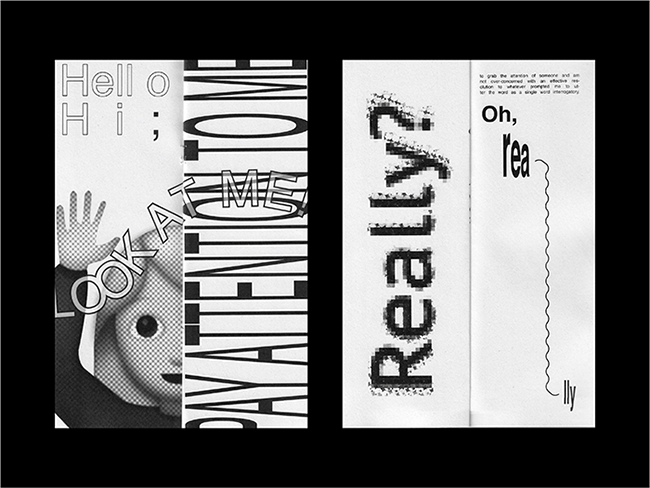 Hell o
H i ;
LOOK AT ME!
PAY ATTENTION TO ME
Really?
to grab the attention of someone and am
not over-concerned with an effective res-
olution to whatever prompted me to us
ter the word as a single word interrogatory.
Oh,
rea
lly